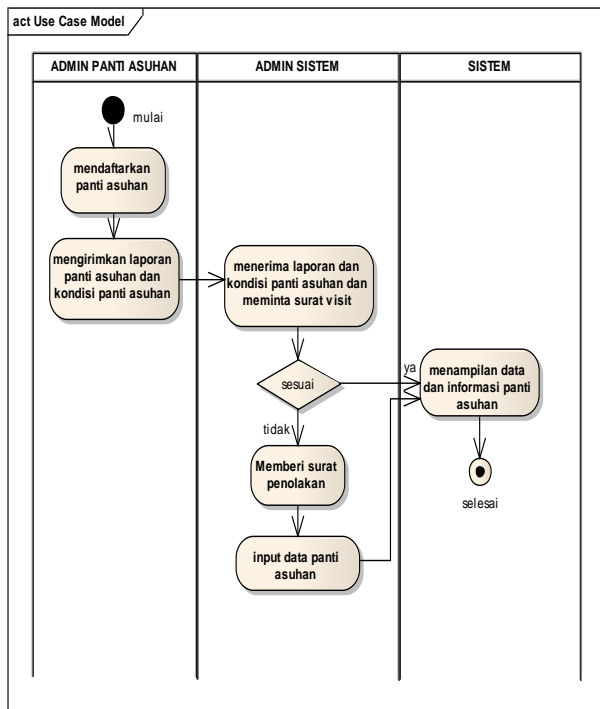 act Use Case Model
ADMIN PANTI ASUHAN
ADMIN SISTEM
SISTEM
mulai
mendaftarkan
panti asuhan
mengirimkan laporan
panti asuhan dan
kondisi panti asuhan
menerima laporan dan
kondisi panti asuhan dan
meminta surat visit
sesuai
ya
menampilan data
dan informasi panti
asuhan
tidak
Memberi surat
penolakan
selesai
input data panti
asuhan